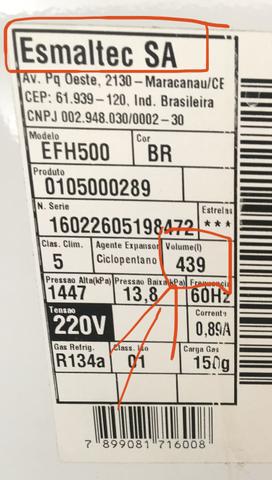 Esmaltec SA
Av. Pq Oeste, 2130 - Maracanau/CE
CEP: 61.939-120, Ind. Brasileira
CNPJ 002.948.030/0002-30
Modelo Cor
EFH500 BR
Produto
0105000289
N. Serie Estrelas
16022605198472 ***
Clas. Clim. Agente Expansor Volume(l)
5 Ciclopentano 439
Pressao Alta(kPa) Pressao Baixa(kPa) Frequencia
1447 13,8 60Hz
Tensao Corrente
220V 0,89A
Gas Refrig. Class. Iso Carga Gas
R134a 01 150g
7 899081 716008